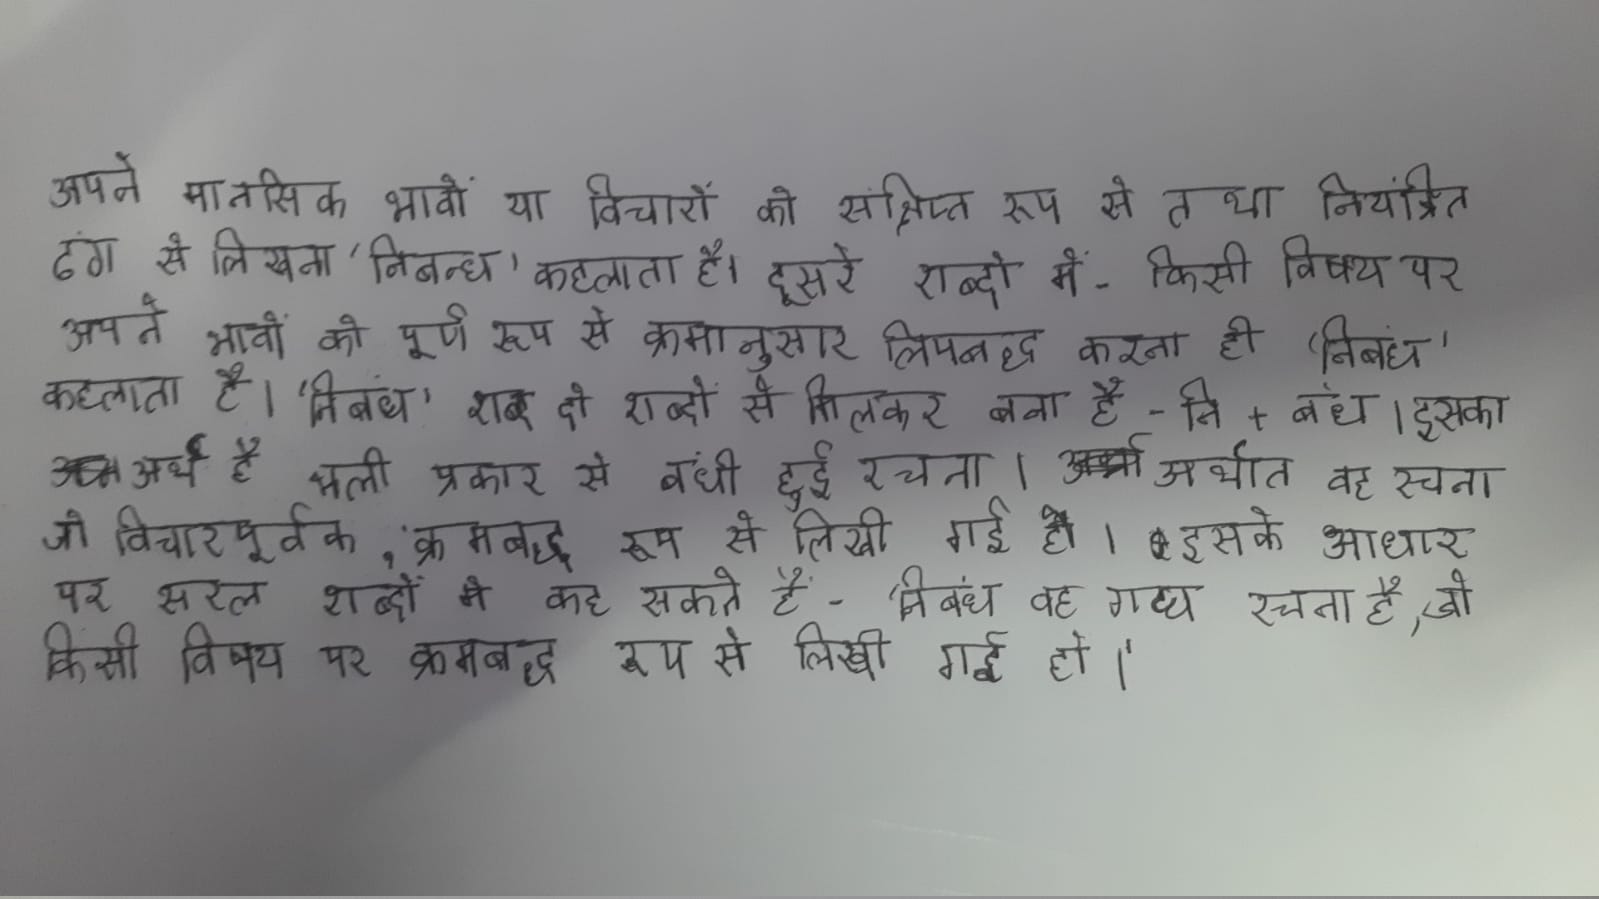 अपने मानसिक भावों या विचारों को संक्षिप्त रूप से तथा नियंत्रित
ढंग से लिखना 'निबन्ध' कहलाता है। दूसरे शब्दो में - किसी विषय पर
अपने भावों को पूर्ण रूप से क्रमानुसार लिपबद्ध करना ही 'निबंध'
कहलाता है। 'निबंध' शब्द दो शब्दों से मिलकर बना है - नि + बंध। इसका
अर्थ है भली प्रकार से बंधी हुई रचना। अर्थात वह रचना
जो विचारपूर्वक, क्रमबद्ध रूप से लिखी गई हो। इसके आधार
पर सरल शब्दों मे कह सकते हैं - 'निबंध वह गद्य रचना है, जो
किसी विषय पर क्रमबद्ध रूप से लिखी गई हो।'